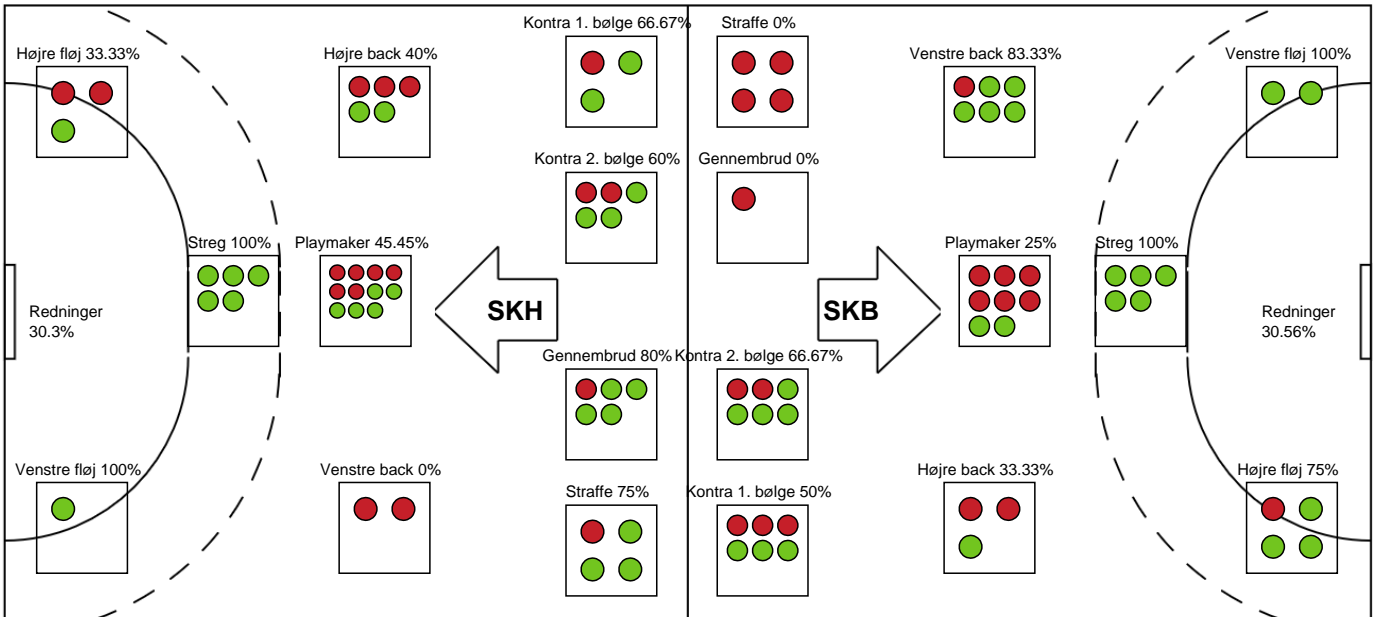 Kontra 1. bølge 66.67%
Straffe 0%
Højre fløj 33.33%
Højre back 40%
Venstre back 83.33%
Venstre fløj 100%
Kontra 2. bølge 60%
Gennembrud 0%
Streg 100%
Playmaker 45.45%
Playmaker 25%
Streg 100%
Redninger
30.3%
SKH
SKB
Redninger
30.56%
Gennembrud 80%
Kontra 2. bølge 66.67%
Venstre fløj 100%
Venstre back 0%
Højre back 33.33%
Højre fløj 75%
Straffe 75%
Kontra 1. bølge 50%